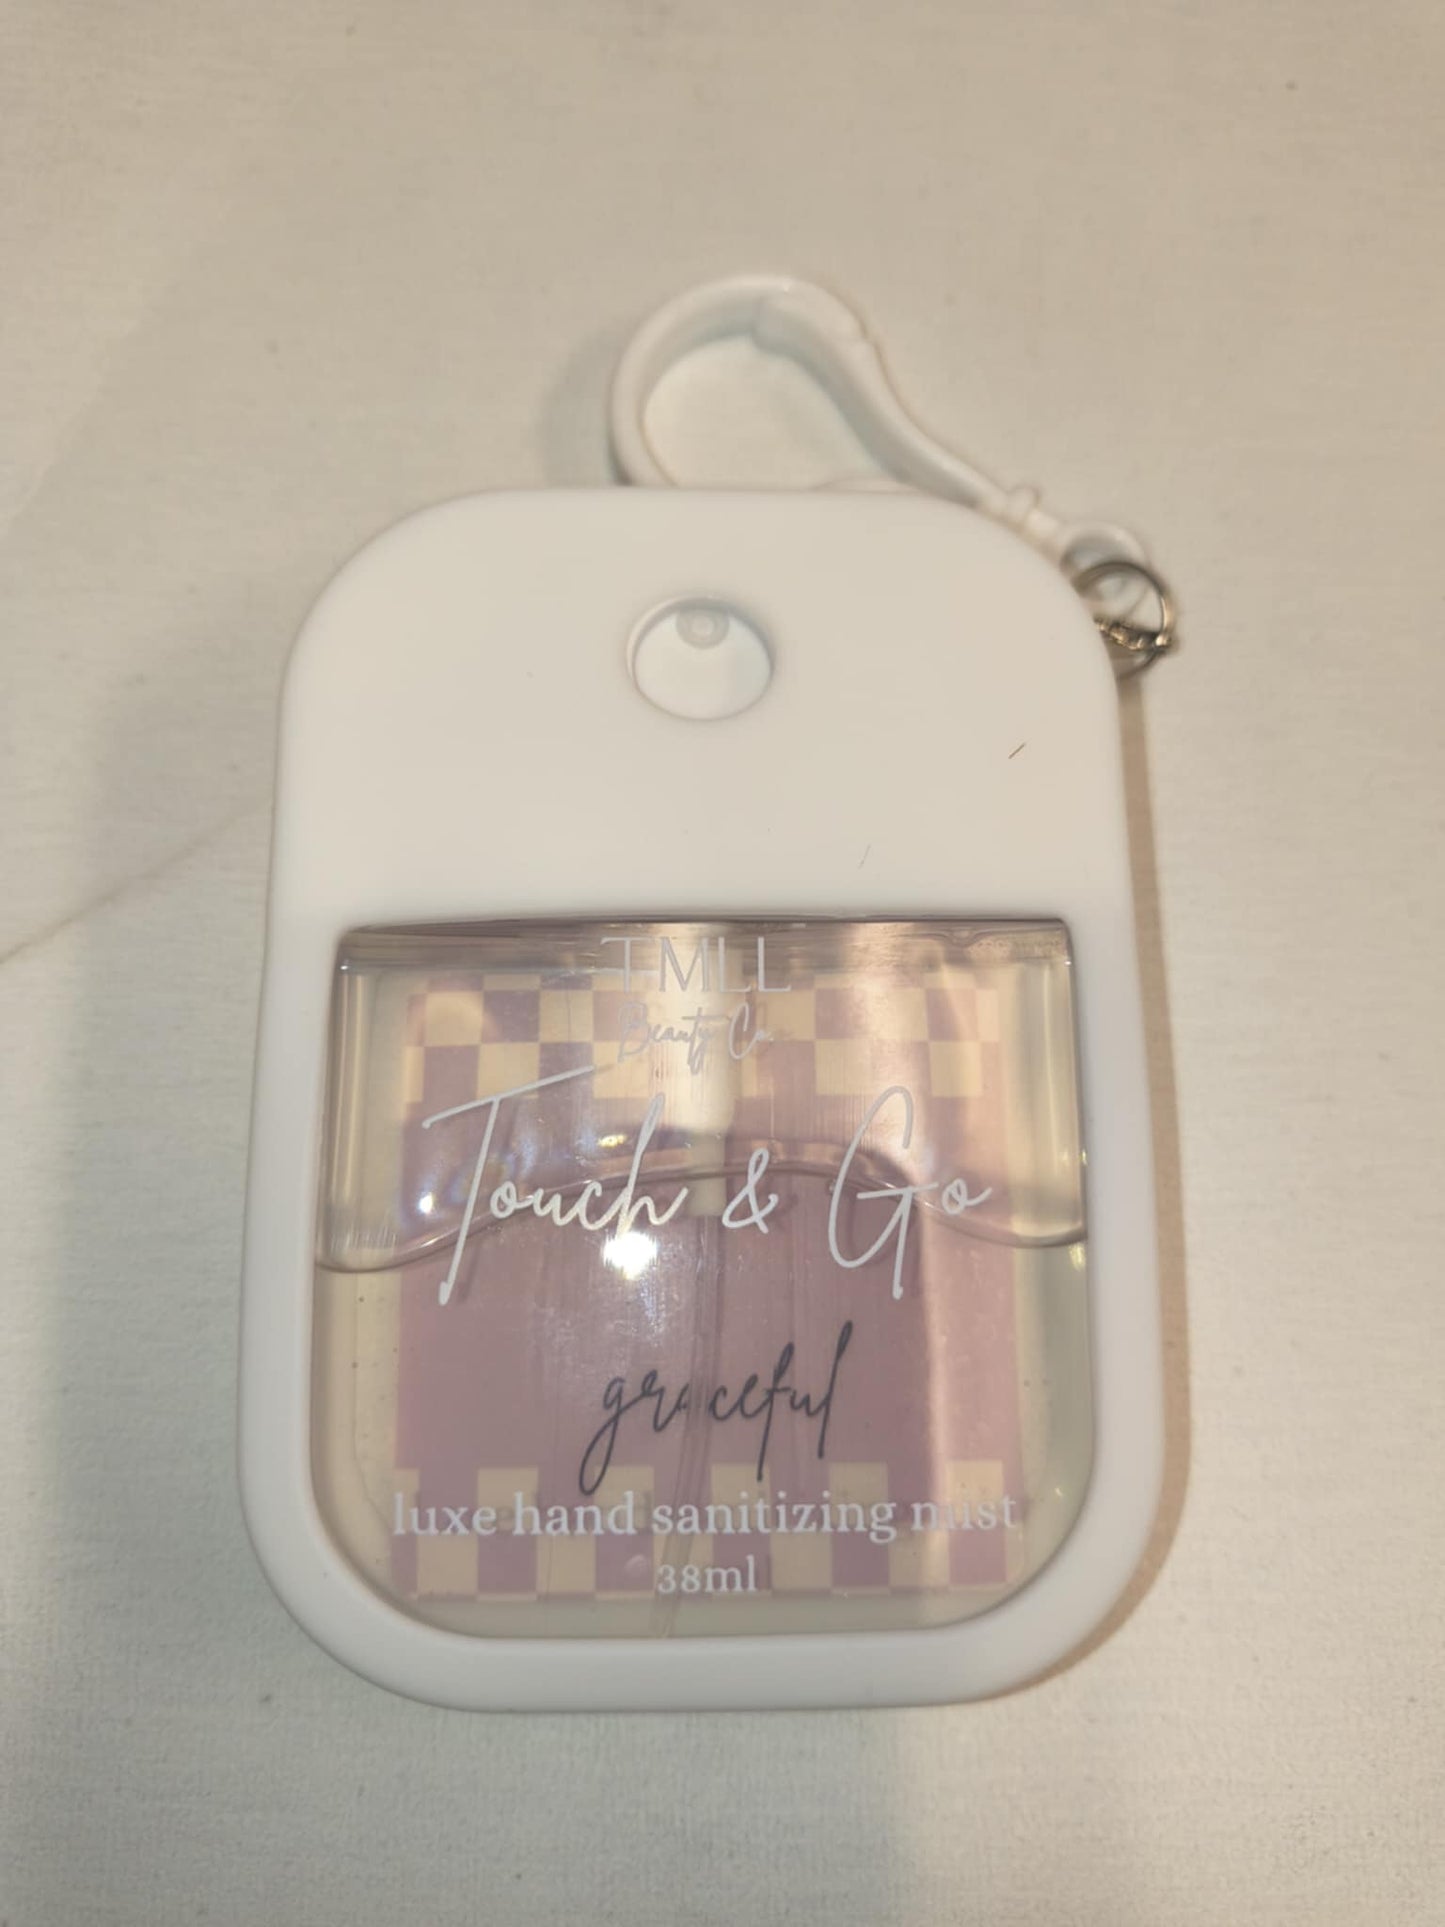 TMLL
Beauty Co.
Touch & Go
graceful
luxe hand sanitizing mist
38ml